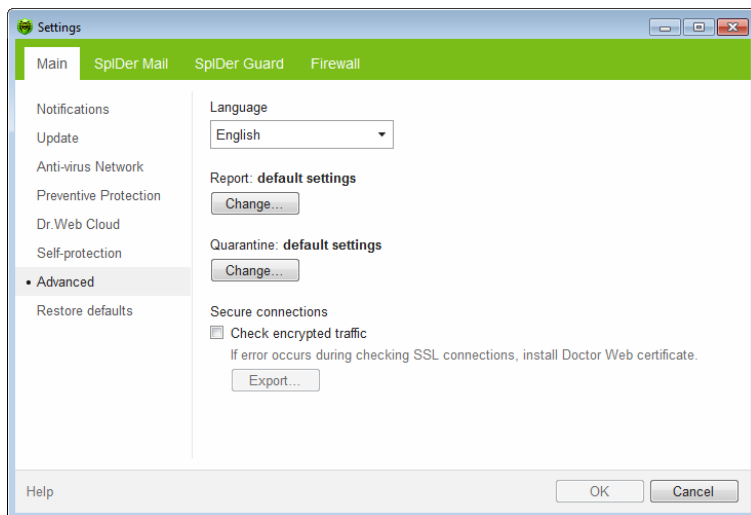 Settings
Main SpIDer Mail SpIDer Guard Firewall
Notifications
Update
Anti-virus Network
Preventive Protection
Dr.Web Cloud
Self-protection
Advanced
Restore defaults
Language
English
Report: default settings
Change...
Quarantine: default settings
Change...
Secure connections
Check encrypted traffic
If error occurs during checking SSL connections, install Doctor Web certificate.
Export...
Help
OK Cancel